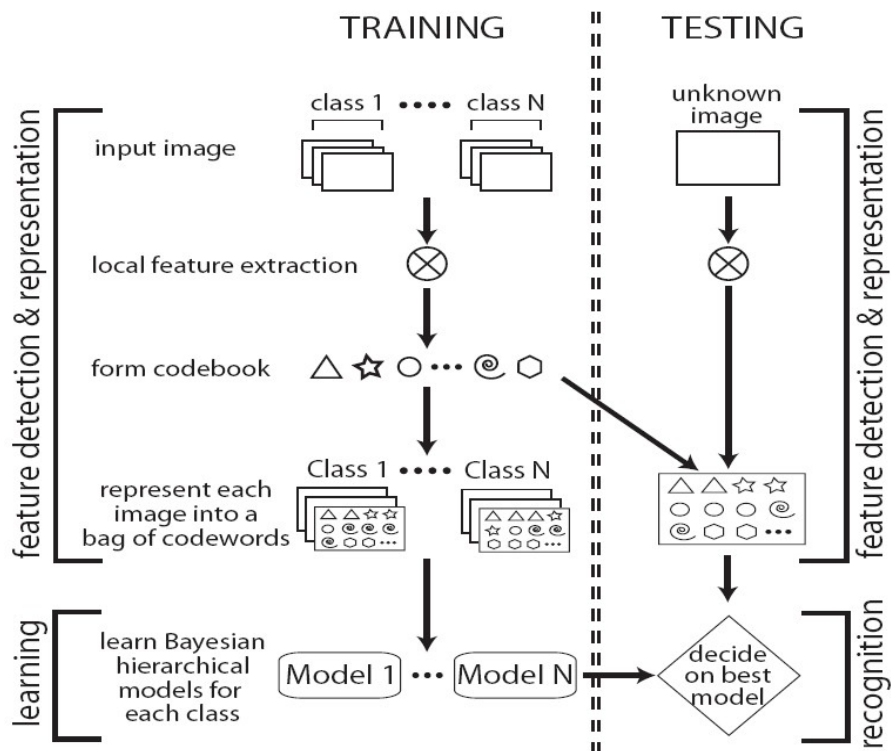 TRAINING
TESTING
class 1 •••• class N
unknown
image
input image
local feature extraction
form codebook
•••
Class 1 •••• Class N
represent each
image into a
bag of codewords
•••
•••
•••
learn Bayesian
hierarchical
models for
each class
Model 1 ••• Model N
decide
on best
model
feature detection & representation
learning
feature detection & representation
recognition